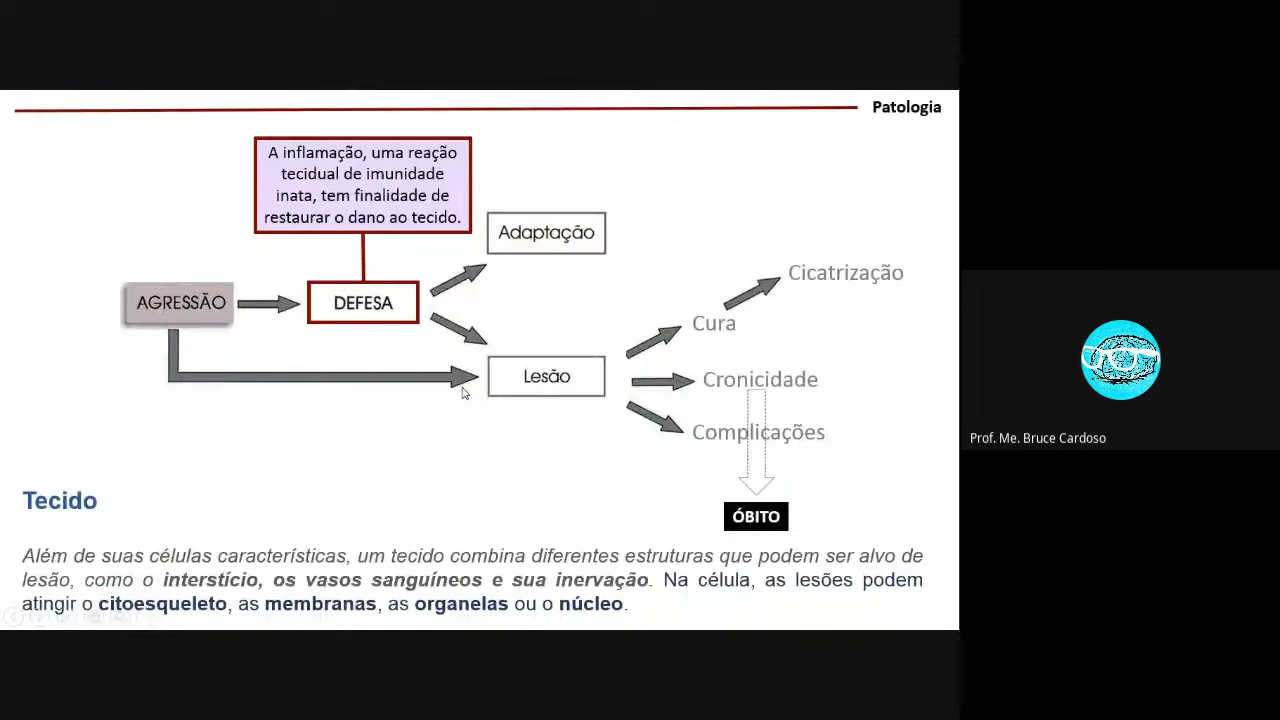 Patologia
A inflamação, uma reação
tecidual de imunidade
inata, tem finalidade de
restaurar o dano ao tecido.
Adaptação
Cicatrização
AGRESSÃO
DEFESA
Cura
Lesão
Cronicidade
Complicações
Prof. Me. Bruce Cardoso
Tecido
ÓBITO
Além de suas células características, um tecido combina diferentes estruturas que podem ser alvo de
lesão, como o interstício, os vasos sanguíneos e sua inervação. Na célula, as lesões podem
atingir o citoesqueleto, as membranas, as organelas ou o núcleo.